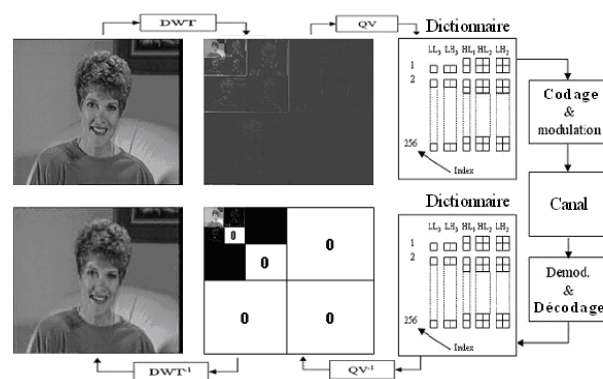 DWT
QV
Dictionnaire
LL3 LH3 HL3 HL2 LH2
1
2
256
Index
Codage
&
modulation
Canal
Demod.
&
Décodage
Dictionnaire
LL3 LH3 HL3 HL2 LH2
1
2
256
Index
0
0
0
0
0
DWT-1
QV-1